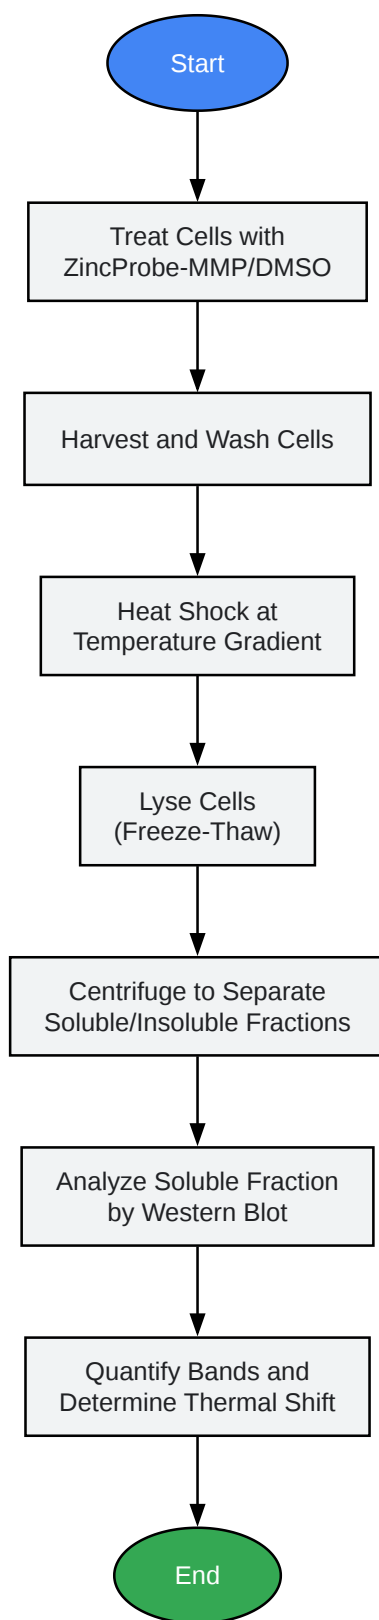 Start
Treat Cells with
ZincProbe-MMP/DMSO
Harvest and Wash Cells
Heat Shock at
Temperature Gradient
Lyse Cells
(Freeze-Thaw)
Centrifuge to Separate
Soluble/Insoluble Fractions
Analyze Soluble Fraction
by Western Blot
Quantify Bands and
Determine Thermal Shift
End